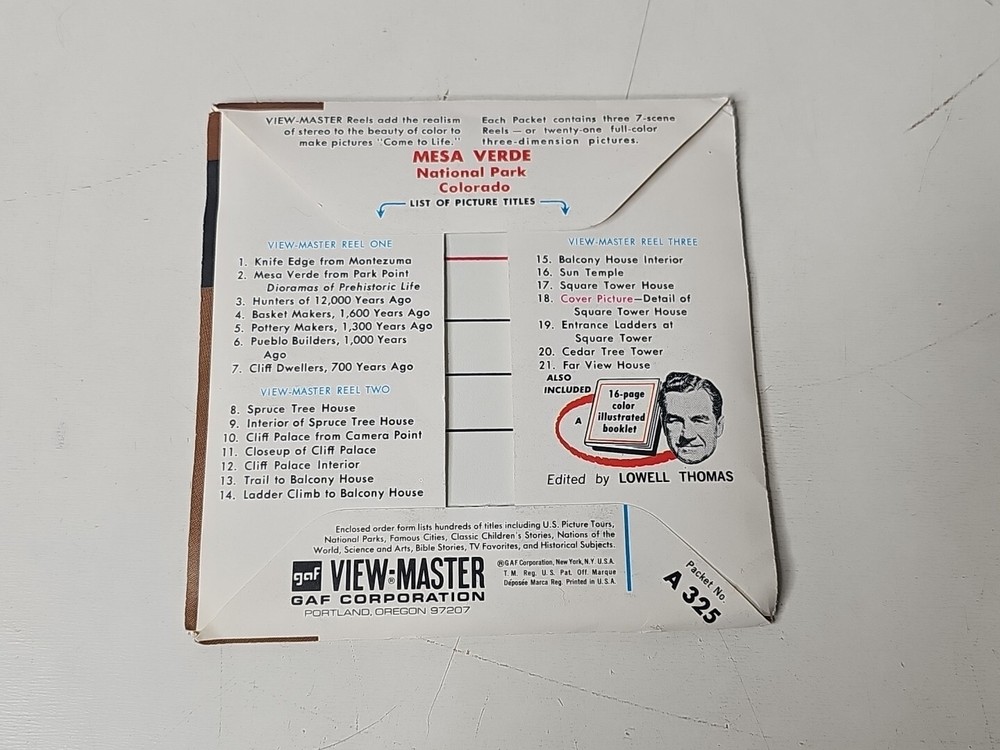 VIEW-MASTER Reels add the realism
of stereo to the beauty of color to
make pictures "Come to Life."
Each Packet contains three 7-scene
Reels — or twenty-one full-color
three-dimension pictures.
MESA VERDE
National Park
Colorado
LIST OF PICTURE TITLES
VIEW-MASTER REEL ONE
1. Knife Edge from Montezuma
2. Mesa Verde from Park Point
Dioramas of Prehistoric Life
3. Hunters of 12,000 Years Ago
4. Basket Makers, 1,600 Years Ago
5. Pottery Makers, 1,300 Years Ago
6. Pueblo Builders, 1,000 Years
Ago
7. Cliff Dwellers, 700 Years Ago
VIEW-MASTER REEL TWO
8. Spruce Tree House
9. Interior of Spruce Tree House
10. Cliff Palace from Camera Point
11. Closeup of Cliff Palace
12. Cliff Palace Interior
13. Trail to Balcony House
14. Ladder Climb to Balcony House
VIEW-MASTER REEL THREE
15. Balcony House Interior
16. Sun Temple
17. Square Tower House
18. Cover Picture—Detail of
Square Tower House
19. Entrance Ladders at
Square Tower
20. Cedar Tree Tower
21. Far View House
ALSO
INCLUDED
A
16-page
color
illustrated
booklet
Edited by LOWELL THOMAS
Enclosed order form lists hundreds of titles including U.S. Picture Tours,
National Parks, Famous Cities, Classic Children's Stories, Nations of the
World, Science and Arts, Bible Stories, TV Favorites, and Historical Subjects.
gaf VIEW-MASTER®
GAF CORPORATION
PORTLAND, OREGON 97207
®GAF Corporation, New York, N.Y. U.S.A.
T. M. Reg. U.S. Pat. Off. Marque
Déposée Marca Reg. Printed in U.S.A.
Packet No.
A 325